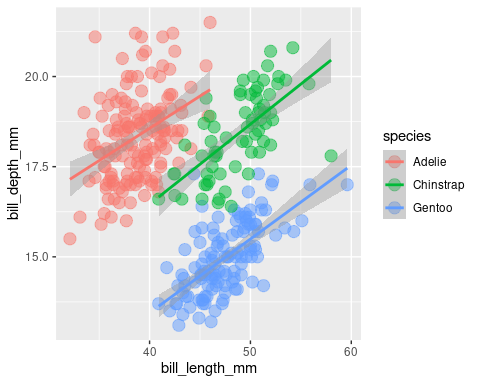 20.0
17.5
15.0
bill_depth_mm
40
50
60
bill_length_mm
species
Adelie
Chinstrap
Gentoo